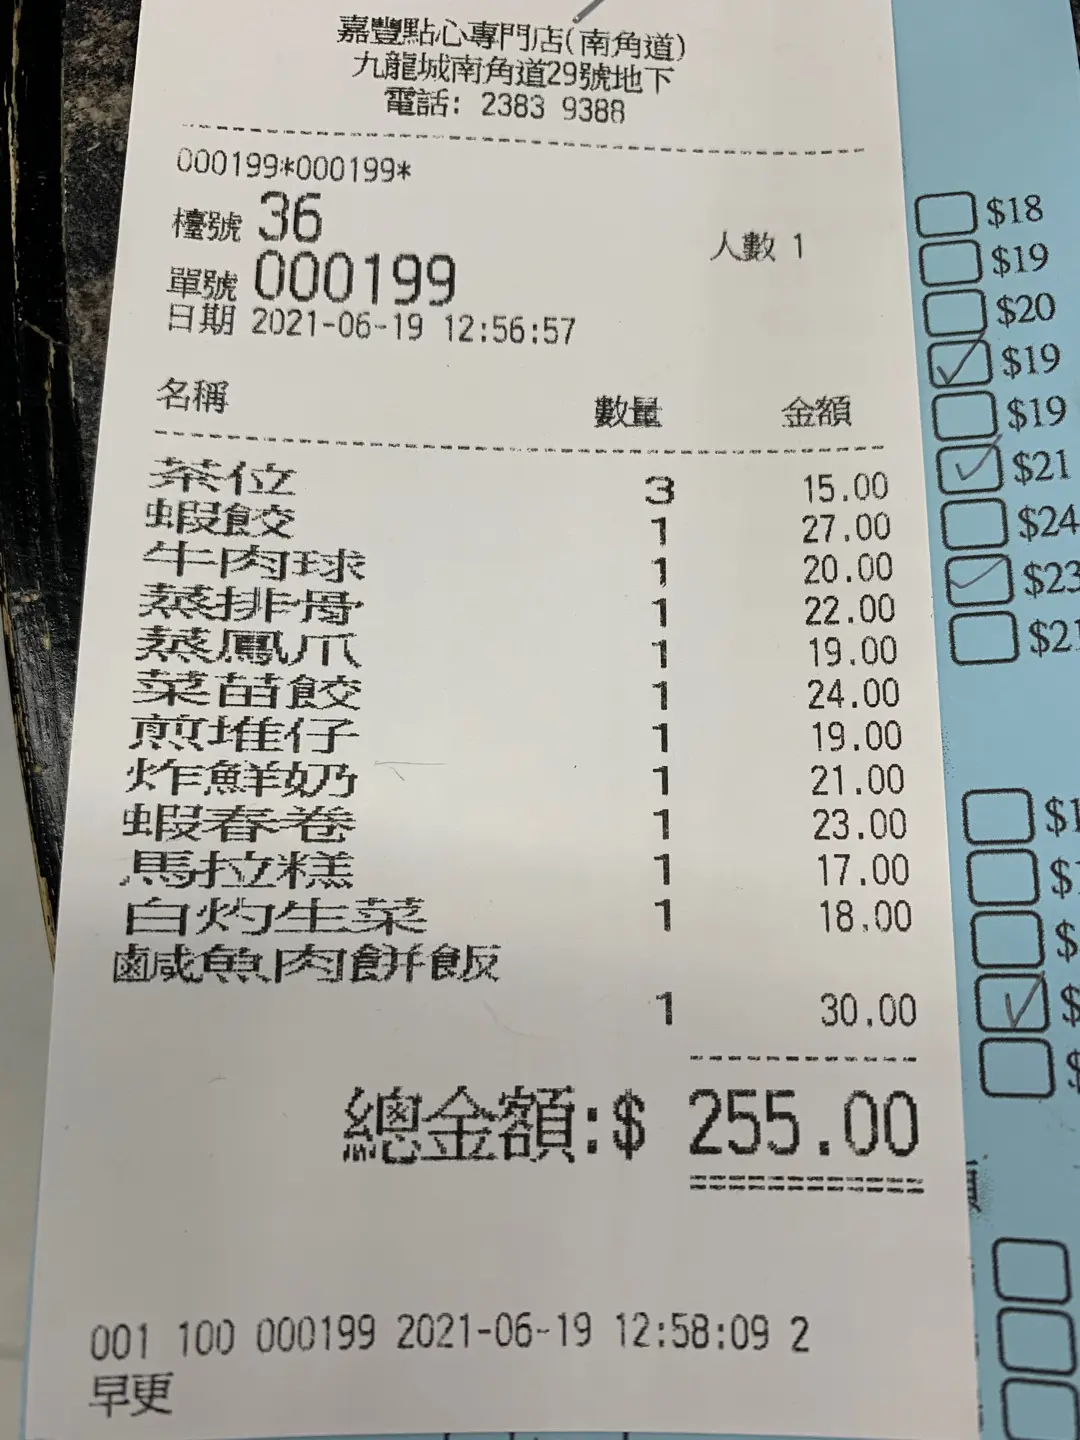 嘉豐點心專門店(南角道)
九龍城南角道29號地下
電話: 2383 9388
000199*000199*
檯號 36 人數 1
單號 000199
日期 2021-06-19 12:56:57
名稱 數量 金額
茶位 3 15.00
蝦餃 1 27.00
牛肉球 1 20.00
蒸排骨 1 22.00
蒸鳳爪 1 19.00
菜苗餃 1 24.00
煎堆仔 1 19.00
炸鮮奶 1 21.00
蝦春卷 1 23.00
馬拉糕 1 17.00
白灼生菜 1 18.00
鹹魚肉餅飯
1 30.00
總金額:$ 255.00
001 100 000199 2021-06-19 12:58:09 2
早更
$18
$19
$20
$19
$19
$21
$24
$23
$21